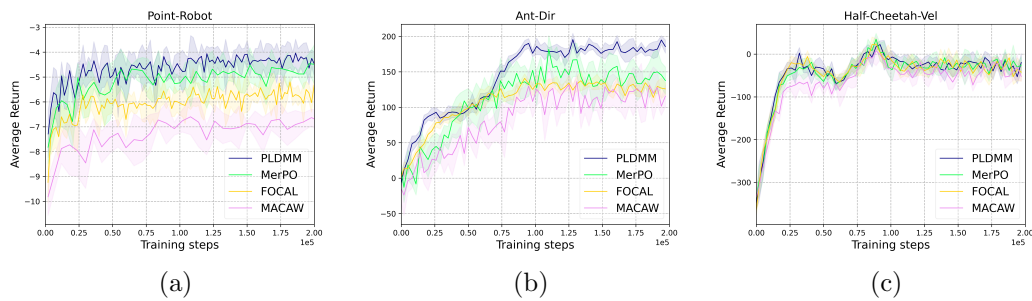 Point-Robot
Average Return
−3
−4
−5
−6
−7
−8
−9
−10
PLDMM
MerPO
FOCAL
MACAW
0.00 0.25 0.50 0.75 1.00 1.25 1.50 1.75 2.00
Training steps
1e5
(a)
Ant-Dir
Average Return
200
150
100
50
0
−50
PLDMM
MerPO
FOCAL
MACAW
0.00 0.25 0.50 0.75 1.00 1.25 1.50 1.75 2.00
Training steps
1e5
(b)
Half-Cheetah-Vel
Average Return
0
−100
−200
−300
PLDMM
MerPO
FOCAL
MACAW
0.00 0.25 0.50 0.75 1.00 1.25 1.50 1.75 2.00
Training steps
1e5
(c)